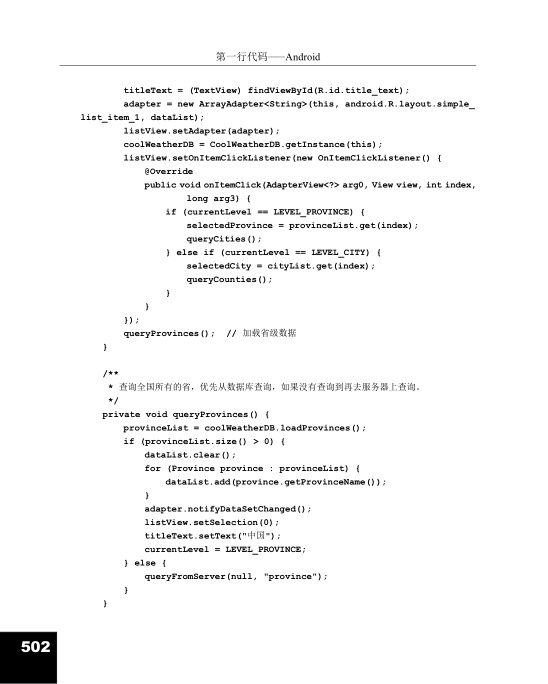 第一行代码——Android
titleText = (TextView) findViewById(R.id.title_text);
adapter = new ArrayAdapter<String>(this, android.R.layout.simple_
list_item_1, dataList);
listView.setAdapter(adapter);
coolWeatherDB = CoolWeatherDB.getInstance(this);
listView.setOnItemClickListener(new OnItemClickListener() {
@Override
public void onItemClick(AdapterView<?> arg0, View view, int index,
long arg3) {
if (currentLevel == LEVEL_PROVINCE) {
selectedProvince = provinceList.get(index);
queryCities();
} else if (currentLevel == LEVEL_CITY) {
selectedCity = cityList.get(index);
queryCounties();
}
}
});
queryProvinces();  // 加载省级数据
}
/**
* 查询全国所有的省，优先从数据库查询，如果没有查询到再去服务器上查询。
*/
private void queryProvinces() {
provinceList = coolWeatherDB.loadProvinces();
if (provinceList.size() > 0) {
dataList.clear();
for (Province province : provinceList) {
dataList.add(province.getProvinceName());
}
adapter.notifyDataSetChanged();
listView.setSelection(0);
titleText.setText("中国");
currentLevel = LEVEL_PROVINCE;
} else {
queryFromServer(null, "province");
}
}
502